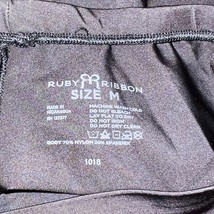 RUBY RIBBON
SIZE M
MADE IN
NICARAGUA
MACHINE WASH COLD
DO NOT BLEACH
LAY FLAT TO DRY
DO NOT IRON
DO NOT DRY CLEAN
BODY 70% NYLON 30% SPANDEX
1018